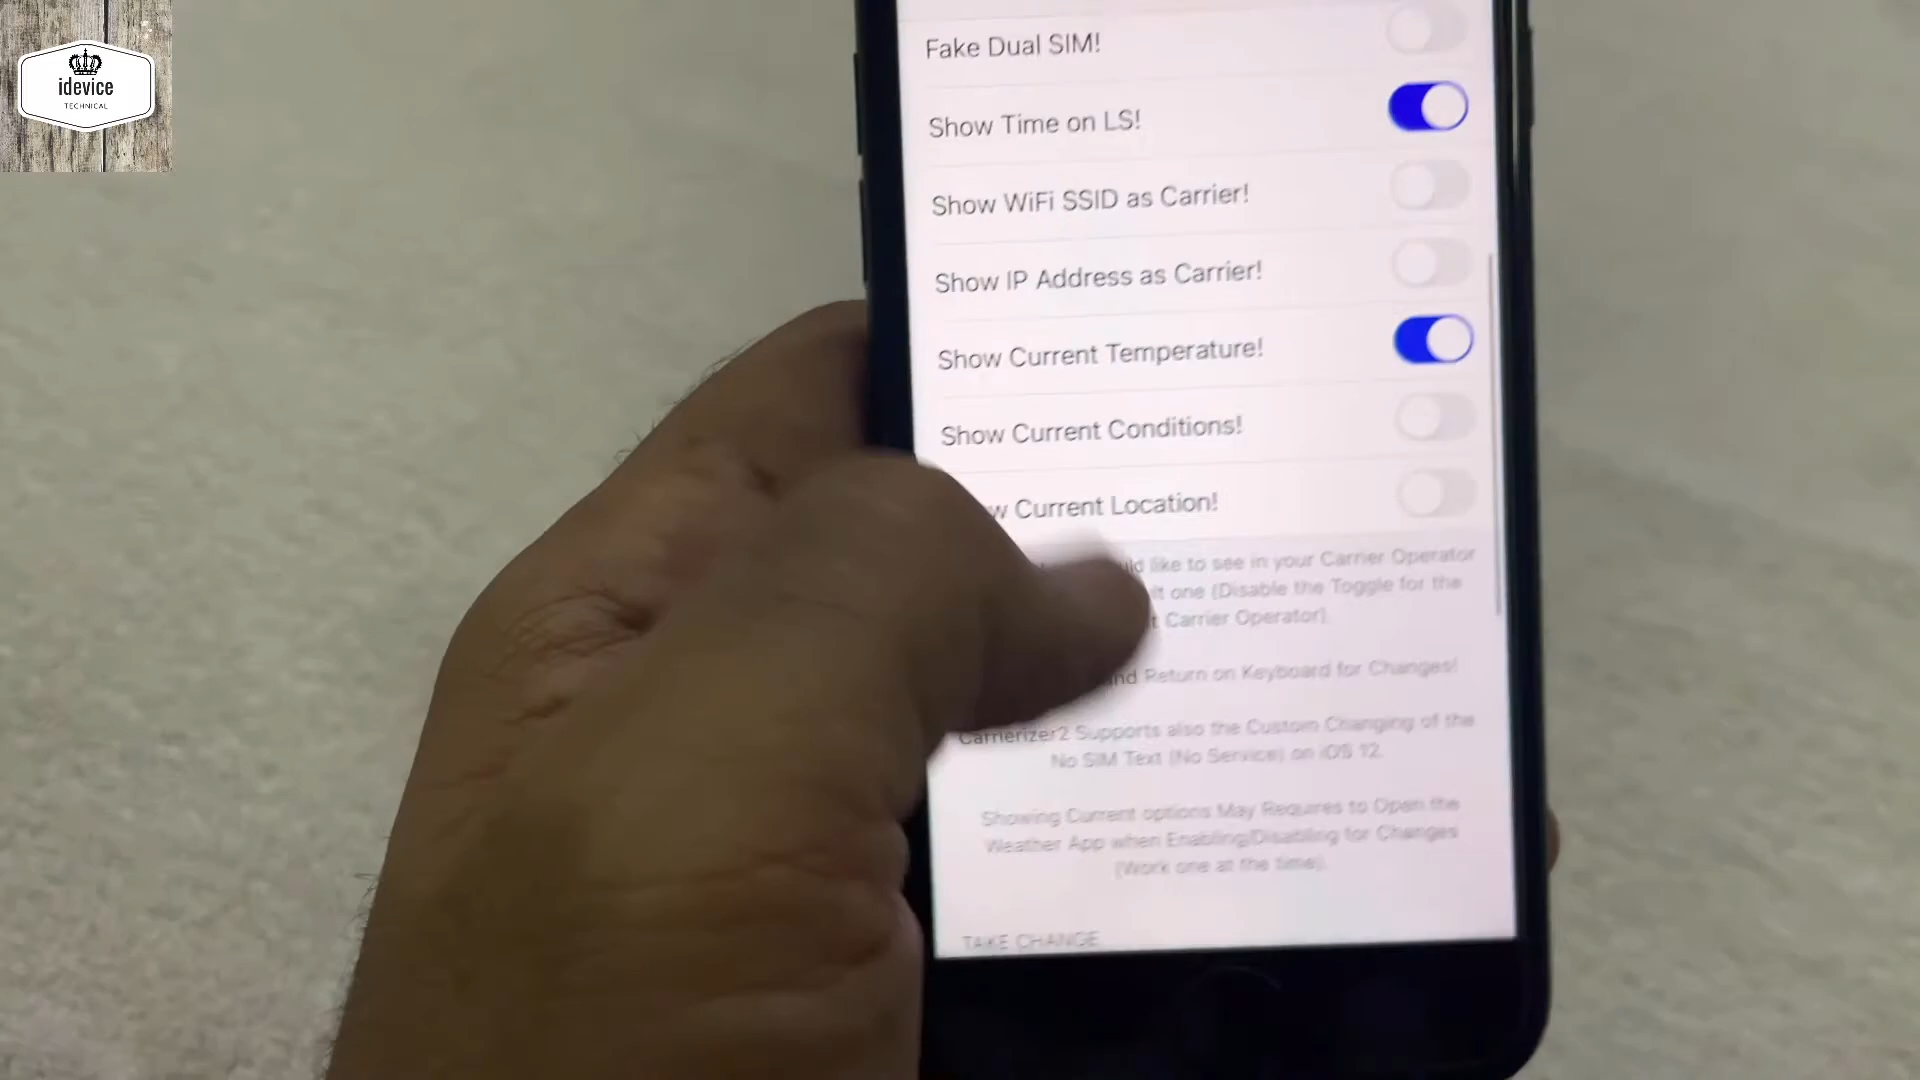 idevice
TECHNICAL
Fake Dual SIM!
Show Time on LS!
Show WiFi SSID as Carrier!
Show IP Address as Carrier!
Show Current Temperature!
Show Current Conditions!
w Current Location!
ld like to see in your Carrier Operator
lt one (Disable the Toggle for the
t Carrier Operator)
nd Return on Keyboard for Changes!
Carrierizer2 Supports also the Custom Changing of the
No SIM Text (No Service) on iOS 12.
Showing Current options May Requires to Open the
Weather App when Enabling/Disabling for Changes
(Work one at the time).
TAKE CHANGE